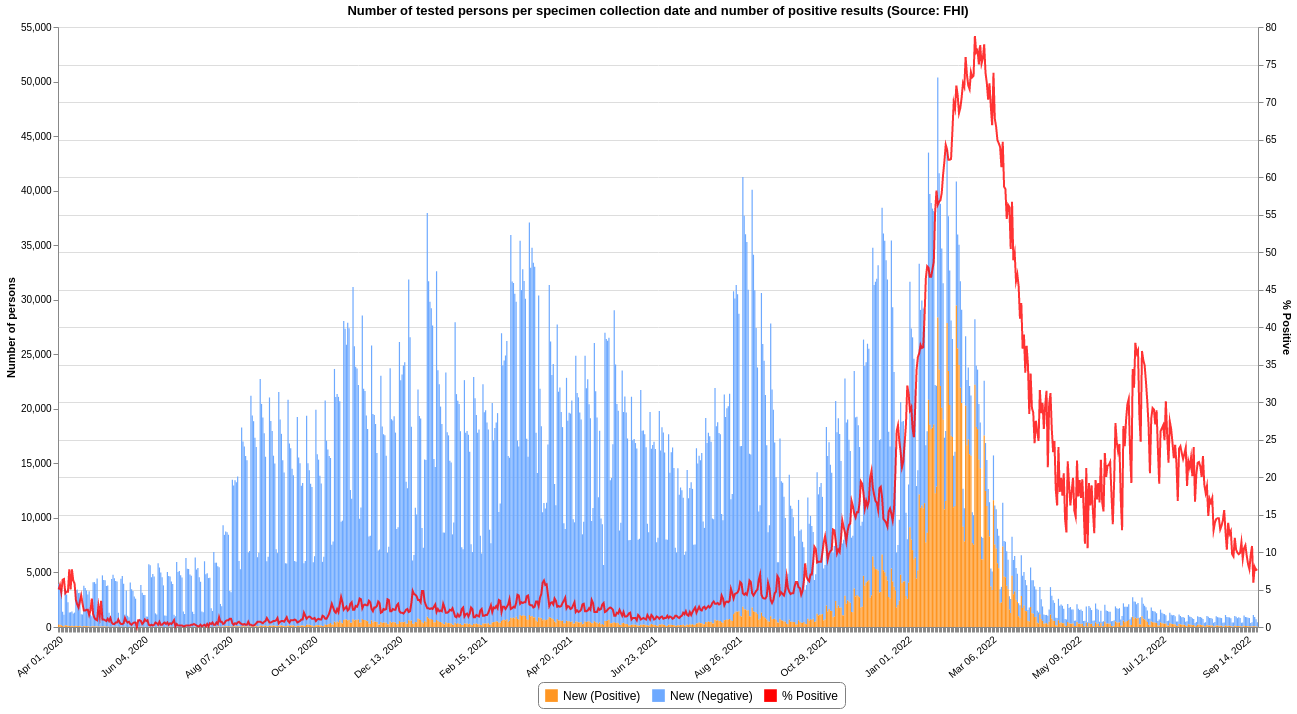 Number of tested persons per specimen collection date and number of positive results (Source: FHI)
55,000
50,000
45,000
40,000
35,000
30,000
25,000
20,000
15,000
10,000
5,000
0
Number of persons
80
75
70
65
60
55
50
45
40
35
30
25
20
15
10
5
0
% Positive
Apr 01, 2020
Jun 04, 2020
Aug 07, 2020
Oct 10, 2020
Dec 13, 2020
Feb 15, 2021
Apr 20, 2021
Jun 23, 2021
Aug 26, 2021
Oct 29, 2021
Jan 01, 2022
Mar 06, 2022
May 09, 2022
Jul 12, 2022
Sep 14, 2022
New (Positive) New (Negative) % Positive